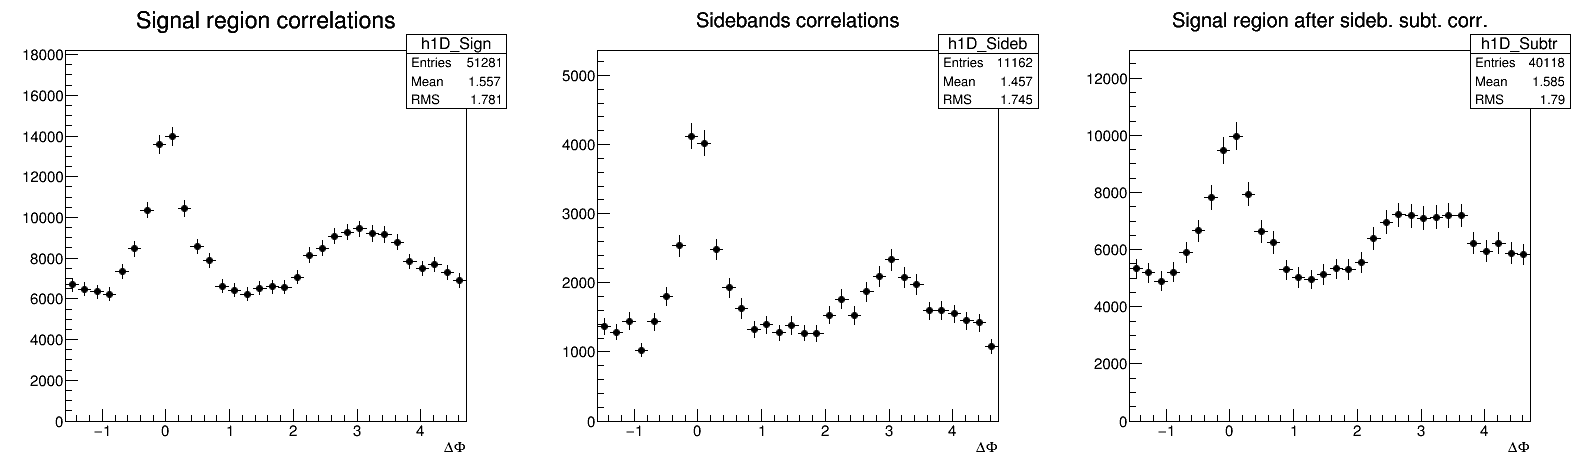 Signal region correlations
h1D_Sign
Entries 51281
Mean 1.557
RMS 1.781
18000
16000
14000
12000
10000
8000
6000
4000
2000
0
−1 0 1 2 3 4
ΔΦ
Sidebands correlations
h1D_Sideb
Entries 11162
Mean 1.457
RMS 1.745
5000
4000
3000
2000
1000
0
−1 0 1 2 3 4
ΔΦ
Signal region after sideb. subt. corr.
h1D_Subtr
Entries 40118
Mean 1.585
RMS 1.79
12000
10000
8000
6000
4000
2000
0
−1 0 1 2 3 4
ΔΦ